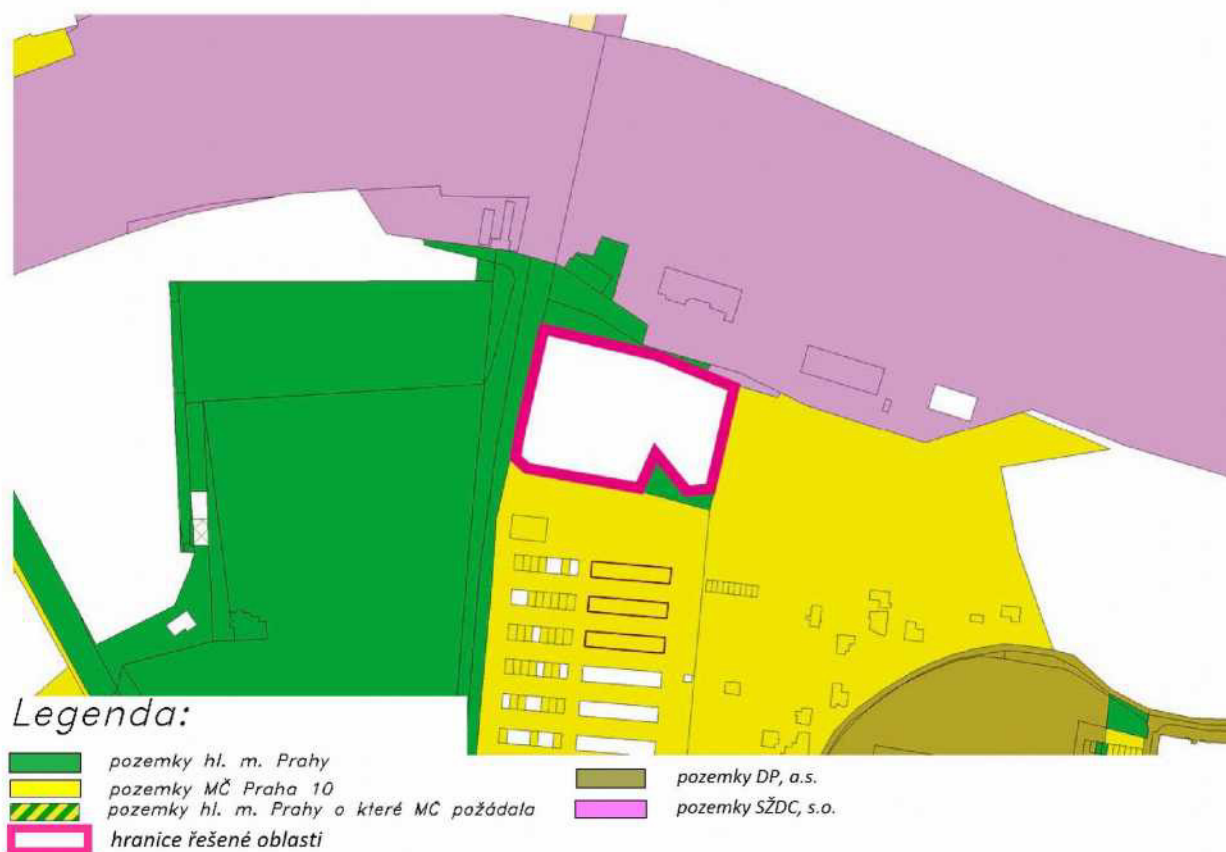 Legenda:
pozemky hl. m. Prahy
pozemky MČ Praha 10
pozemky hl. m. Prahy o které MČ požádala
hranice řešené oblasti
pozemky DP, a.s.
pozemky SŽDC, s.o.